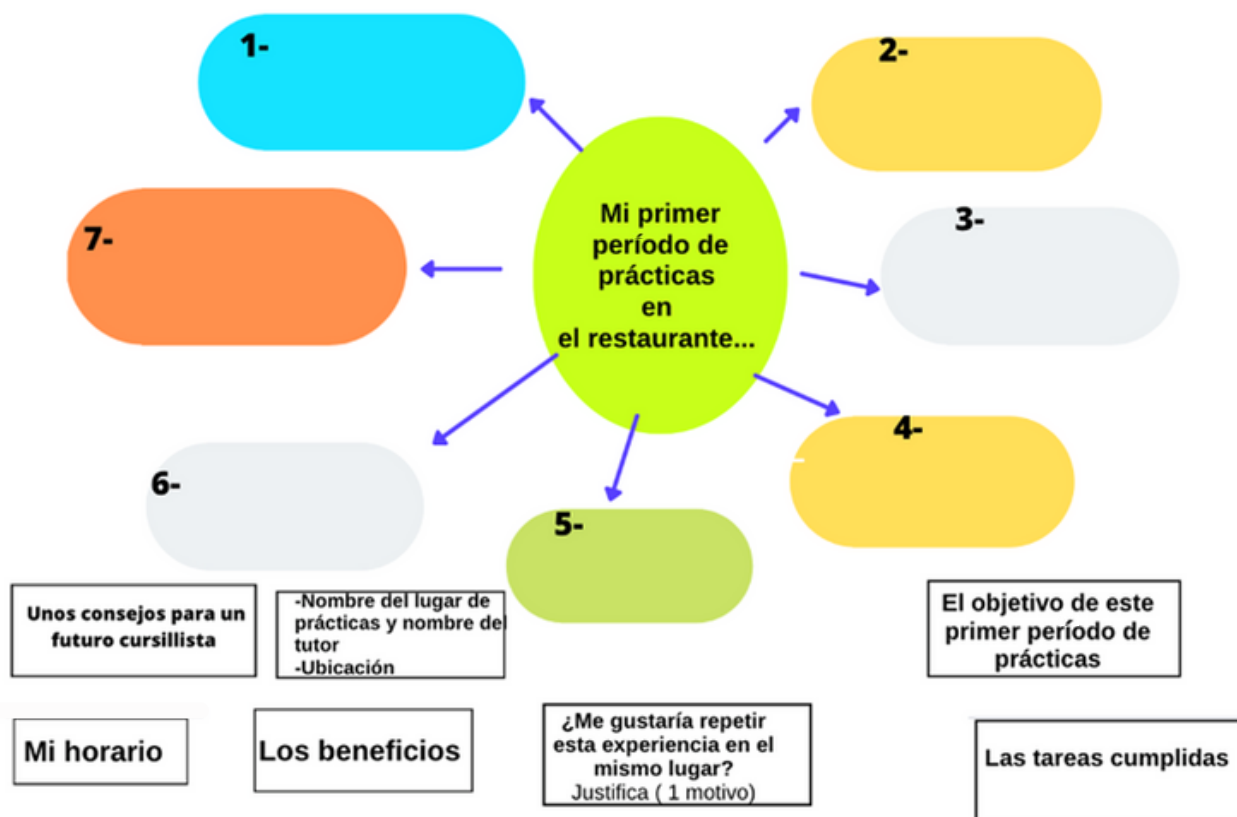 1-
2-
Mi primer
período de
prácticas
en
el restaurante...
3-
7-
4-
6-
5-
Unos consejos para un
futuro cursillista
-Nombre del lugar de
prácticas y nombre del
tutor
-Ubicación
El objetivo de este
primer período de
prácticas
Mi horario
Los beneficios
¿Me gustaría repetir
esta experiencia en el
mismo lugar?
Justifica ( 1 motivo)
Las tareas cumplidas